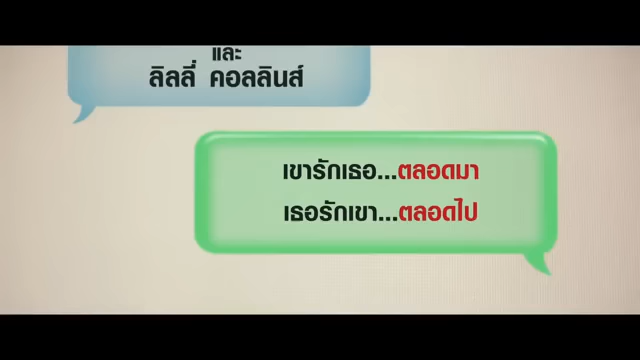 และ
ลิลลี่ คอลลินส์
เขารักเธอ...ตลอดมา
เธอรักเขา...ตลอดไป